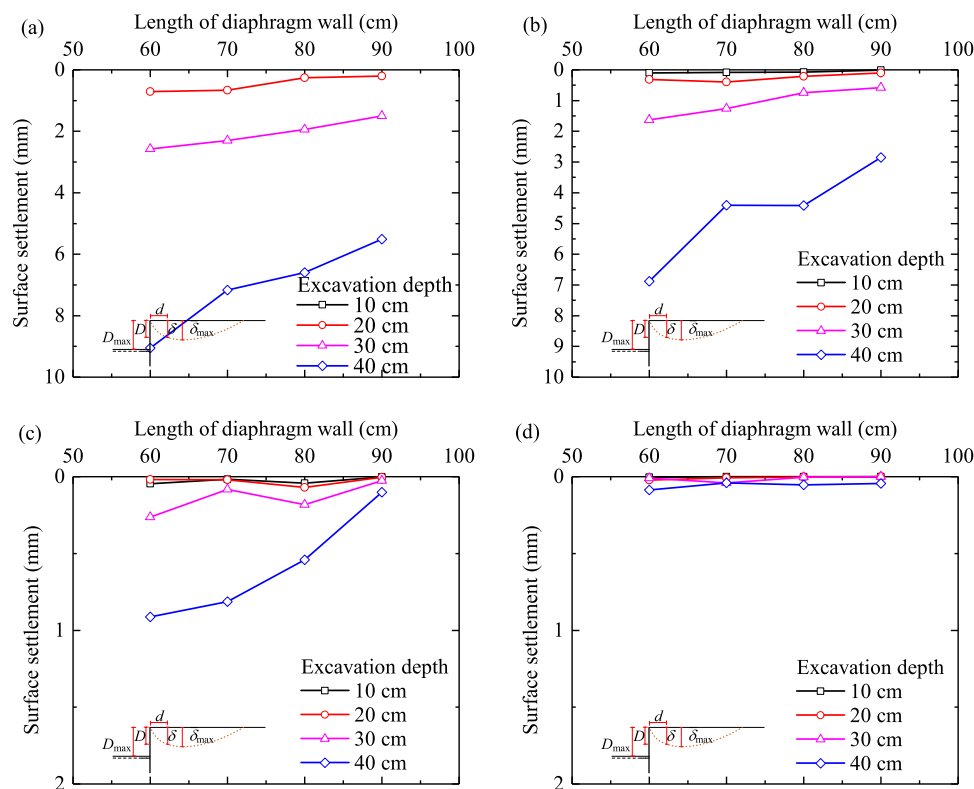 (a)
Length of diaphragm wall (cm)
50 60 70 80 90 100
0
2
4
6
8
10
Surface settlement (mm)
Excavation depth
10 cm
20 cm
30 cm
40 cm
d
Dmax D δ δmax
(b)
Length of diaphragm wall (cm)
50 60 70 80 90 100
0
1
2
3
4
5
6
7
8
9
10
Surface settlement (mm)
Excavation depth
10 cm
20 cm
30 cm
40 cm
d
Dmax D δ δmax
(c)
Length of diaphragm wall (cm)
50 60 70 80 90 100
0
1
2
Surface settlement (mm)
Excavation depth
10 cm
20 cm
30 cm
40 cm
d
Dmax D δ δmax
(d)
Length of diaphragm wall (cm)
50 60 70 80 90 100
0
1
2
Surface settlement (mm)
Excavation depth
10 cm
20 cm
30 cm
40 cm
d
Dmax D δ δmax